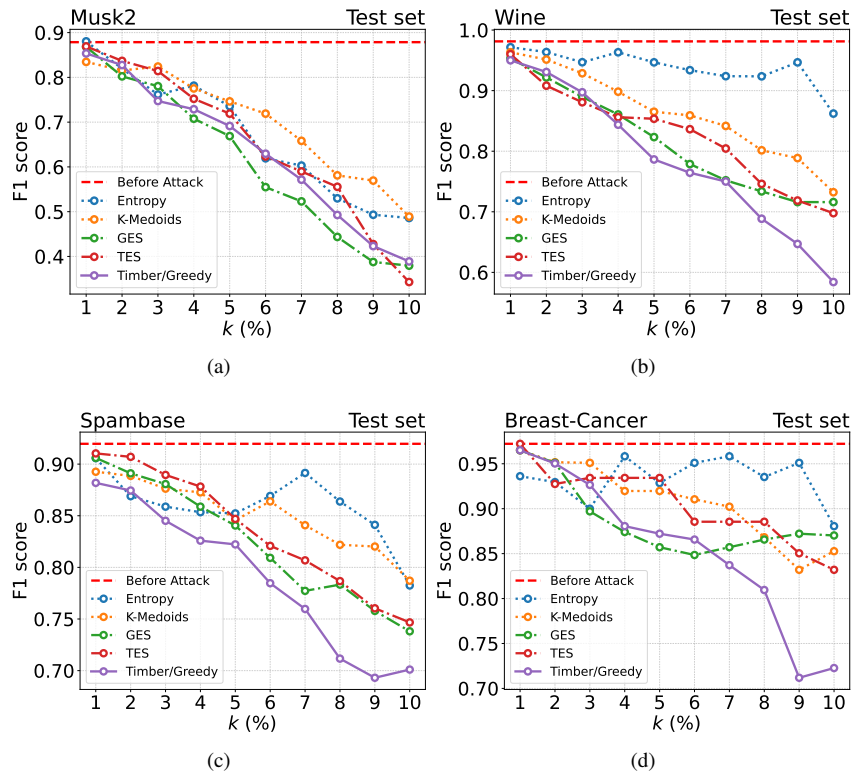 Musk2 Test set
0.9
0.8
0.7
0.6
0.5
0.4
F1 score
Before Attack
Entropy
K-Medoids
GES
TES
Timber/Greedy
1 2 3 4 5 6 7 8 9 10
k (%)
(a)
Wine Test set
1.0
0.9
0.8
0.7
0.6
F1 score
Before Attack
Entropy
K-Medoids
GES
TES
Timber/Greedy
1 2 3 4 5 6 7 8 9 10
k (%)
(b)
Spambase Test set
0.90
0.85
0.80
0.75
0.70
F1 score
Before Attack
Entropy
K-Medoids
GES
TES
Timber/Greedy
1 2 3 4 5 6 7 8 9 10
k (%)
(c)
Breast-Cancer Test set
0.95
0.90
0.85
0.80
0.75
0.70
F1 score
Before Attack
Entropy
K-Medoids
GES
TES
Timber/Greedy
1 2 3 4 5 6 7 8 9 10
k (%)
(d)